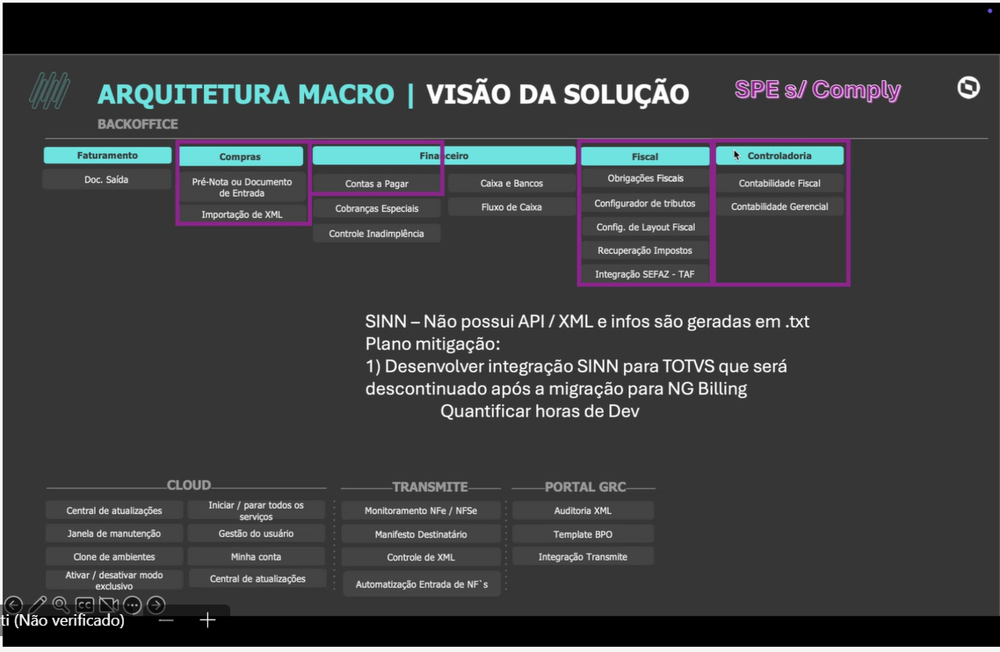 ARQUITETURA MACRO | VISÃO DA SOLUÇÃO
SPE s/ Comply
BACKOFFICE
Faturamento
Doc. Saída
Compras
Pré-Nota ou Documento
de Entrada
Importação de XML
Financeiro
Contas a Pagar
Cobranças Especiais
Controle Inadimplência
Caixa e Bancos
Fluxo de Caixa
Fiscal
Obrigações Fiscais
Configurador de tributos
Config. de Layout Fiscal
Recuperação Impostos
Integração SEFAZ - TAF
Controladoria
Contabilidade Fiscal
Contabilidade Gerencial
SINN – Não possui API / XML e infos são geradas em .txt
Plano mitigação:
1) Desenvolver integração SINN para TOTVS que será
descontinuado após a migração para NG Billing
Quantificar horas de Dev
CLOUD
Central de atualizações
Janela de manutenção
Clone de ambientes
Ativar / desativar modo
exclusivo
Iniciar / parar todos os
serviços
Gestão do usuário
Minha conta
Central de atualizações
TRANSMITE
Monitoramento NFe / NFSe
Manifesto Destinatário
Controle de XML
Automatização Entrada de NF`s
PORTAL GRC
Auditoria XML
Template BPO
Integração Transmite
CC
ti (Não verificado)